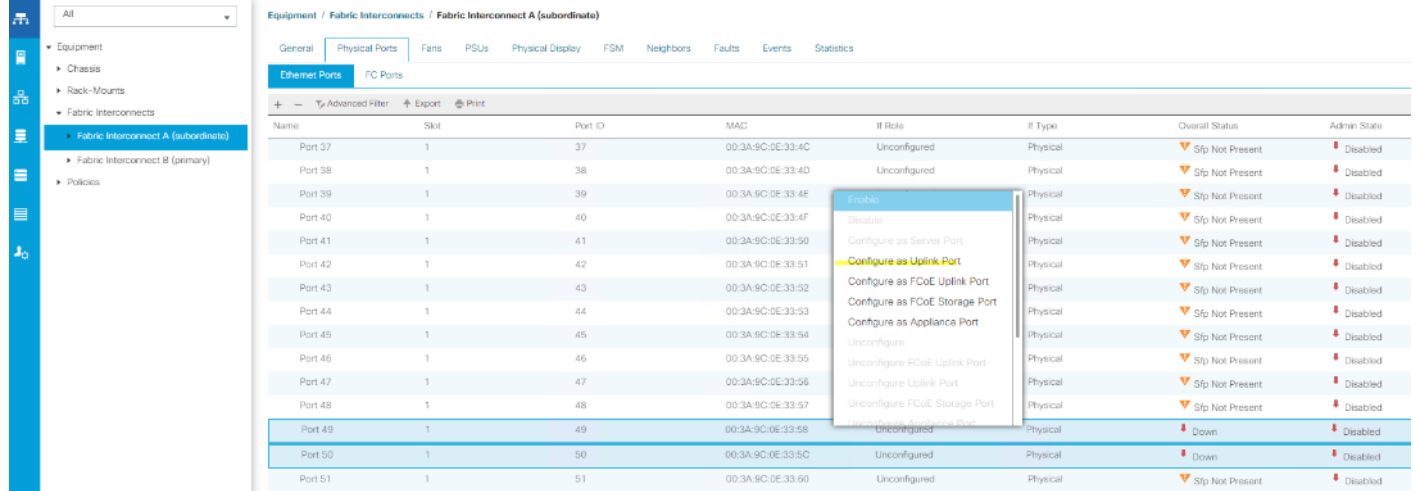 All
Equipment
Chassis
Rack-Mounts
Fabric Interconnects
Fabric Interconnect A (subordinate)
Fabric Interconnect B (primary)
Policies
Equipment / Fabric Interconnects / Fabric Interconnect A (subordinate)
General Physical Ports Fans PSUs Physical Display FSM Neighbors Faults Events Statistics
Ethernet Ports FC Ports
+ − Advanced Filter Export Print
Name Slot Port ID MAC If Role If Type Overall Status Admin State
Port 37 1 37 00:3A:9C:0E:33:4C Unconfigured Physical Sfp Not Present Disabled
Port 38 1 38 00:3A:9C:0E:33:4D Unconfigured Physical Sfp Not Present Disabled
Port 39 1 39 00:3A:9C:0E:33:4E Physical Sfp Not Present Disabled
Port 40 1 40 00:3A:9C:0E:33:4F Physical Sfp Not Present Disabled
Port 41 1 41 00:3A:9C:0E:33:50 Physical Sfp Not Present Disabled
Port 42 1 42 00:3A:9C:0E:33:51 Physical Sfp Not Present Disabled
Port 43 1 43 00:3A:9C:0E:33:52 Physical Sfp Not Present Disabled
Port 44 1 44 00:3A:9C:0E:33:53 Physical Sfp Not Present Disabled
Port 45 1 45 00:3A:9C:0E:33:54 Physical Sfp Not Present Disabled
Port 46 1 46 00:3A:9C:0E:33:55 Physical Sfp Not Present Disabled
Port 47 1 47 00:3A:9C:0E:33:56 Physical Sfp Not Present Disabled
Port 48 1 48 00:3A:9C:0E:33:57 Physical Sfp Not Present Disabled
Port 49 1 49 00:3A:9C:0E:33:58 Unconfigured Physical Down Disabled
Port 50 1 50 00:3A:9C:0E:33:5C Unconfigured Physical Down Disabled
Port 51 1 51 00:3A:9C:0E:33:60 Unconfigured Physical Sfp Not Present Disabled
Enable
Disable
Configure as Server Port
Configure as Uplink Port
Configure as FCoE Uplink Port
Configure as FCoE Storage Port
Configure as Appliance Port
Unconfigure
Unconfigure FCoE Uplink Port
Unconfigure Uplink Port
Unconfigure FCoE Storage Port
Unconfigure Appliance Port